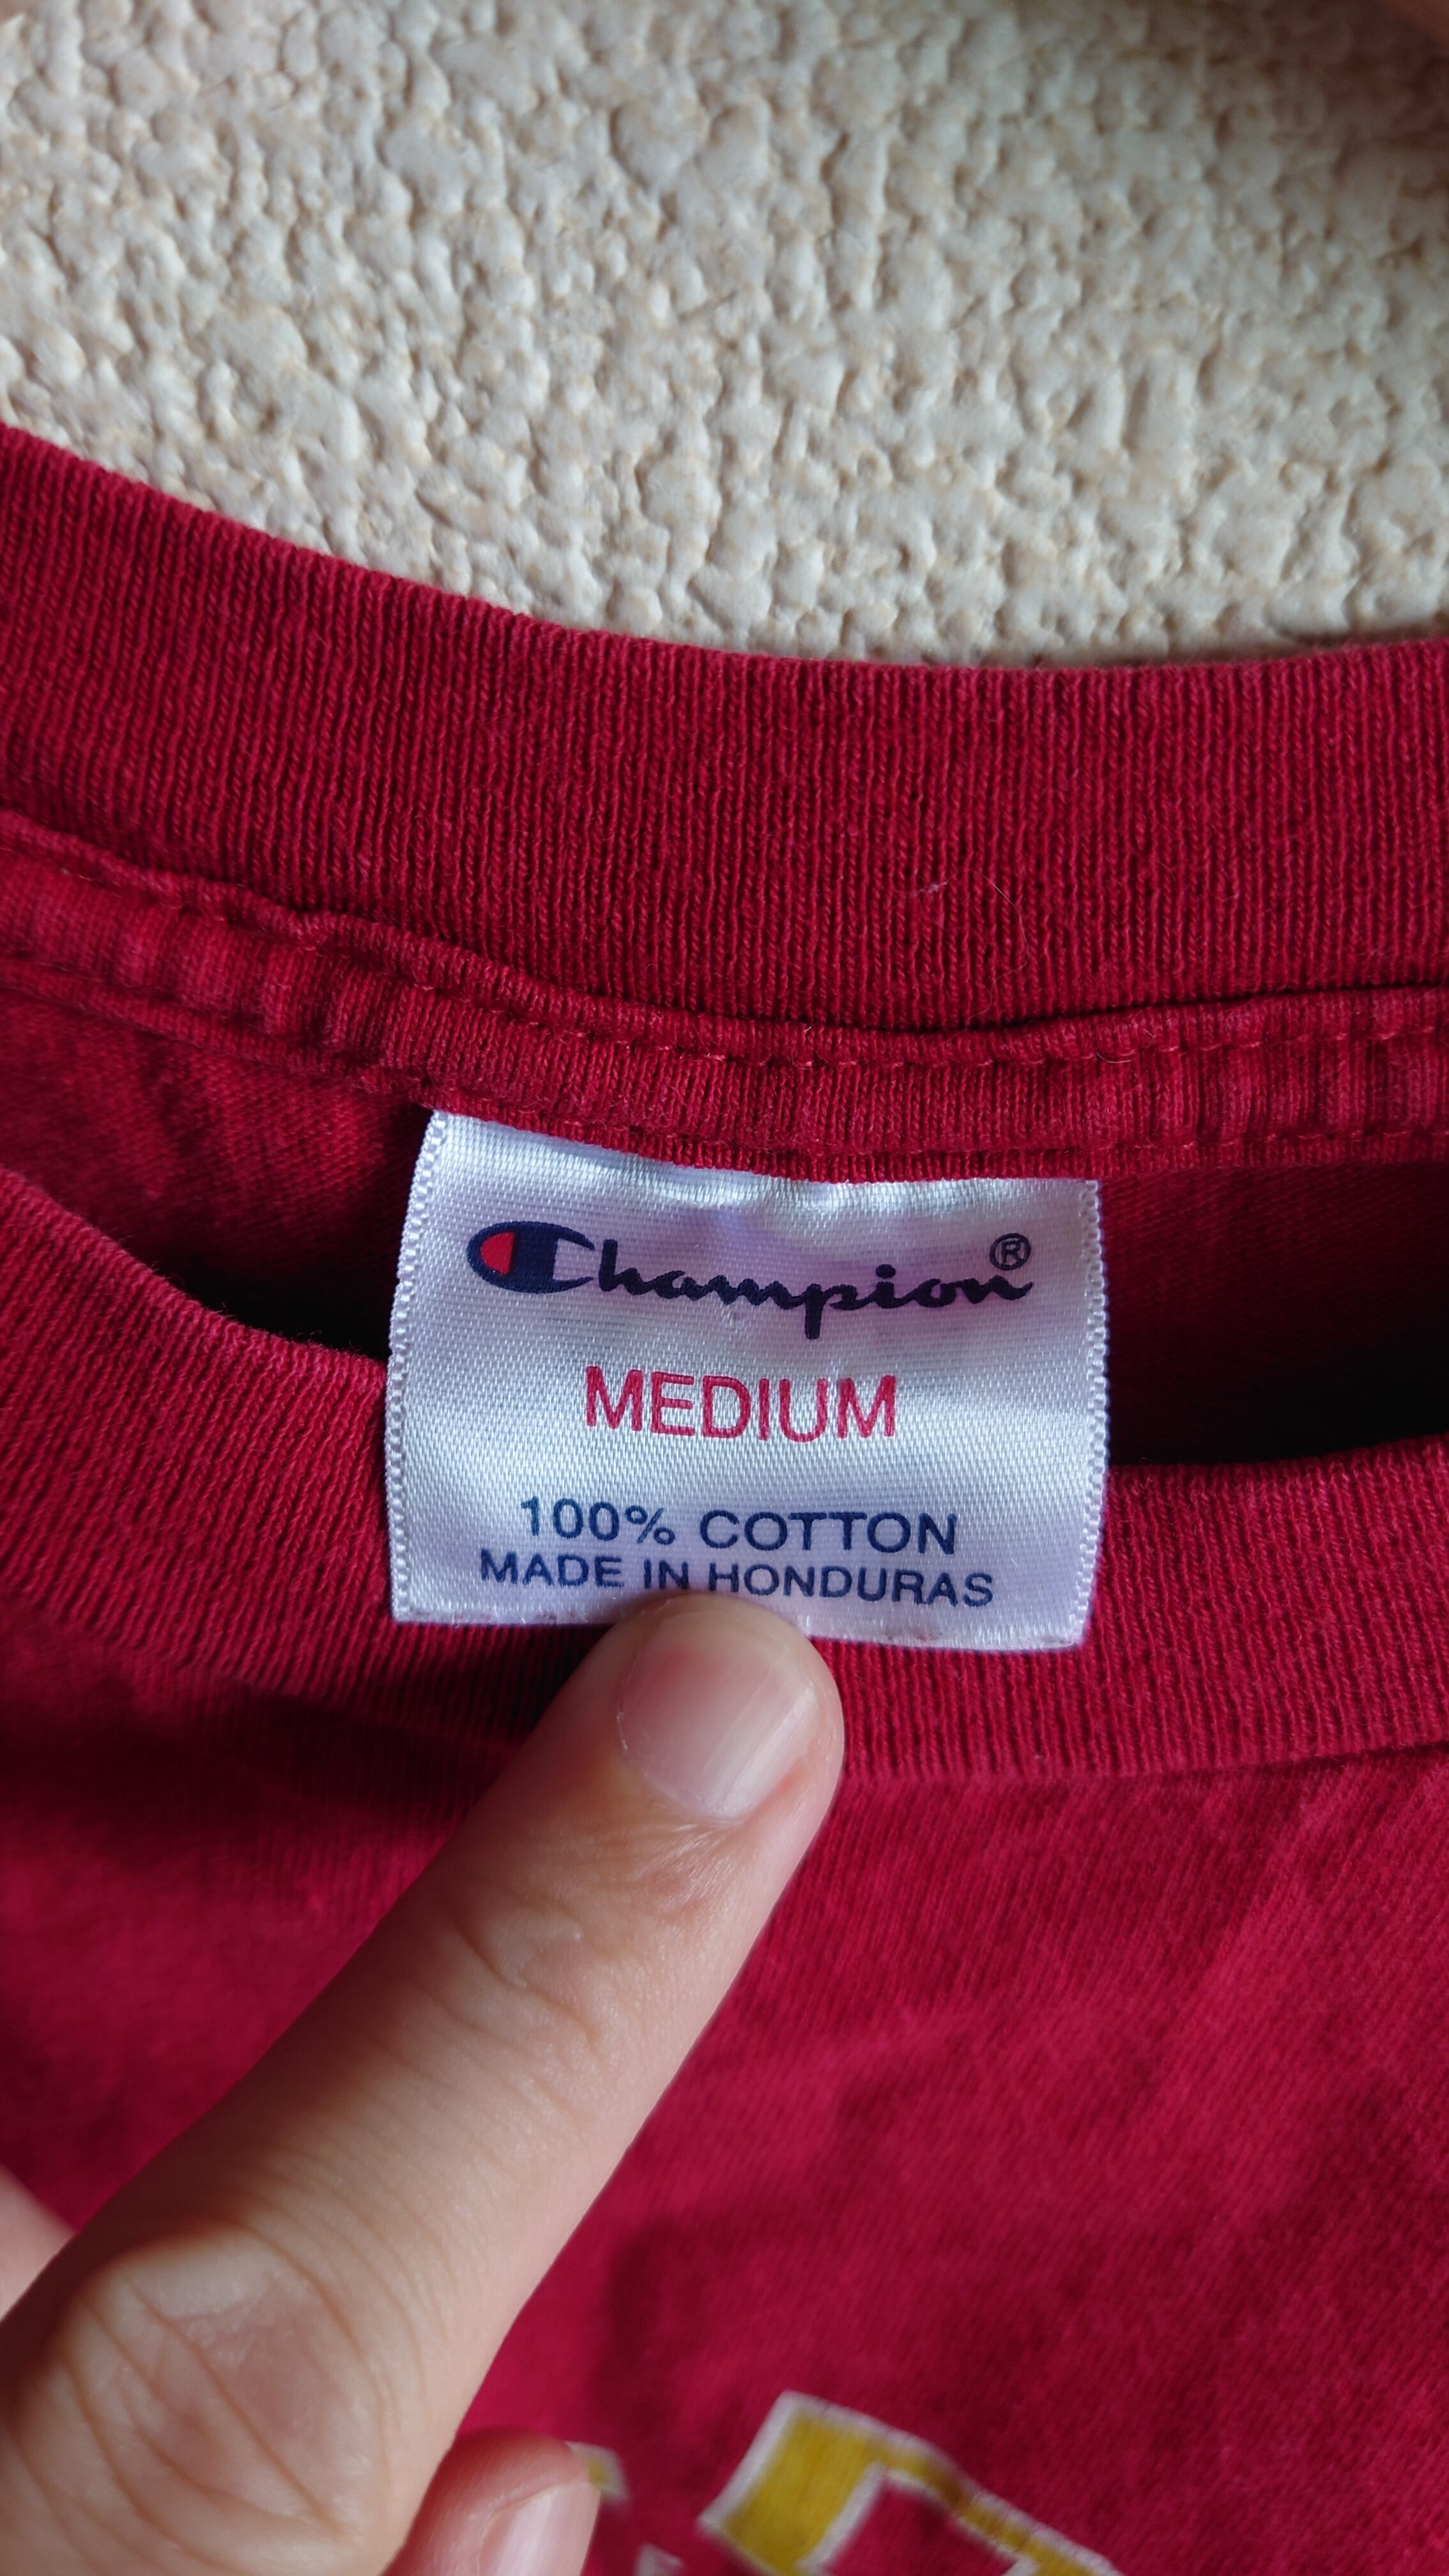 Champion®
MEDIUM
100% COTTON
MADE IN HONDURAS